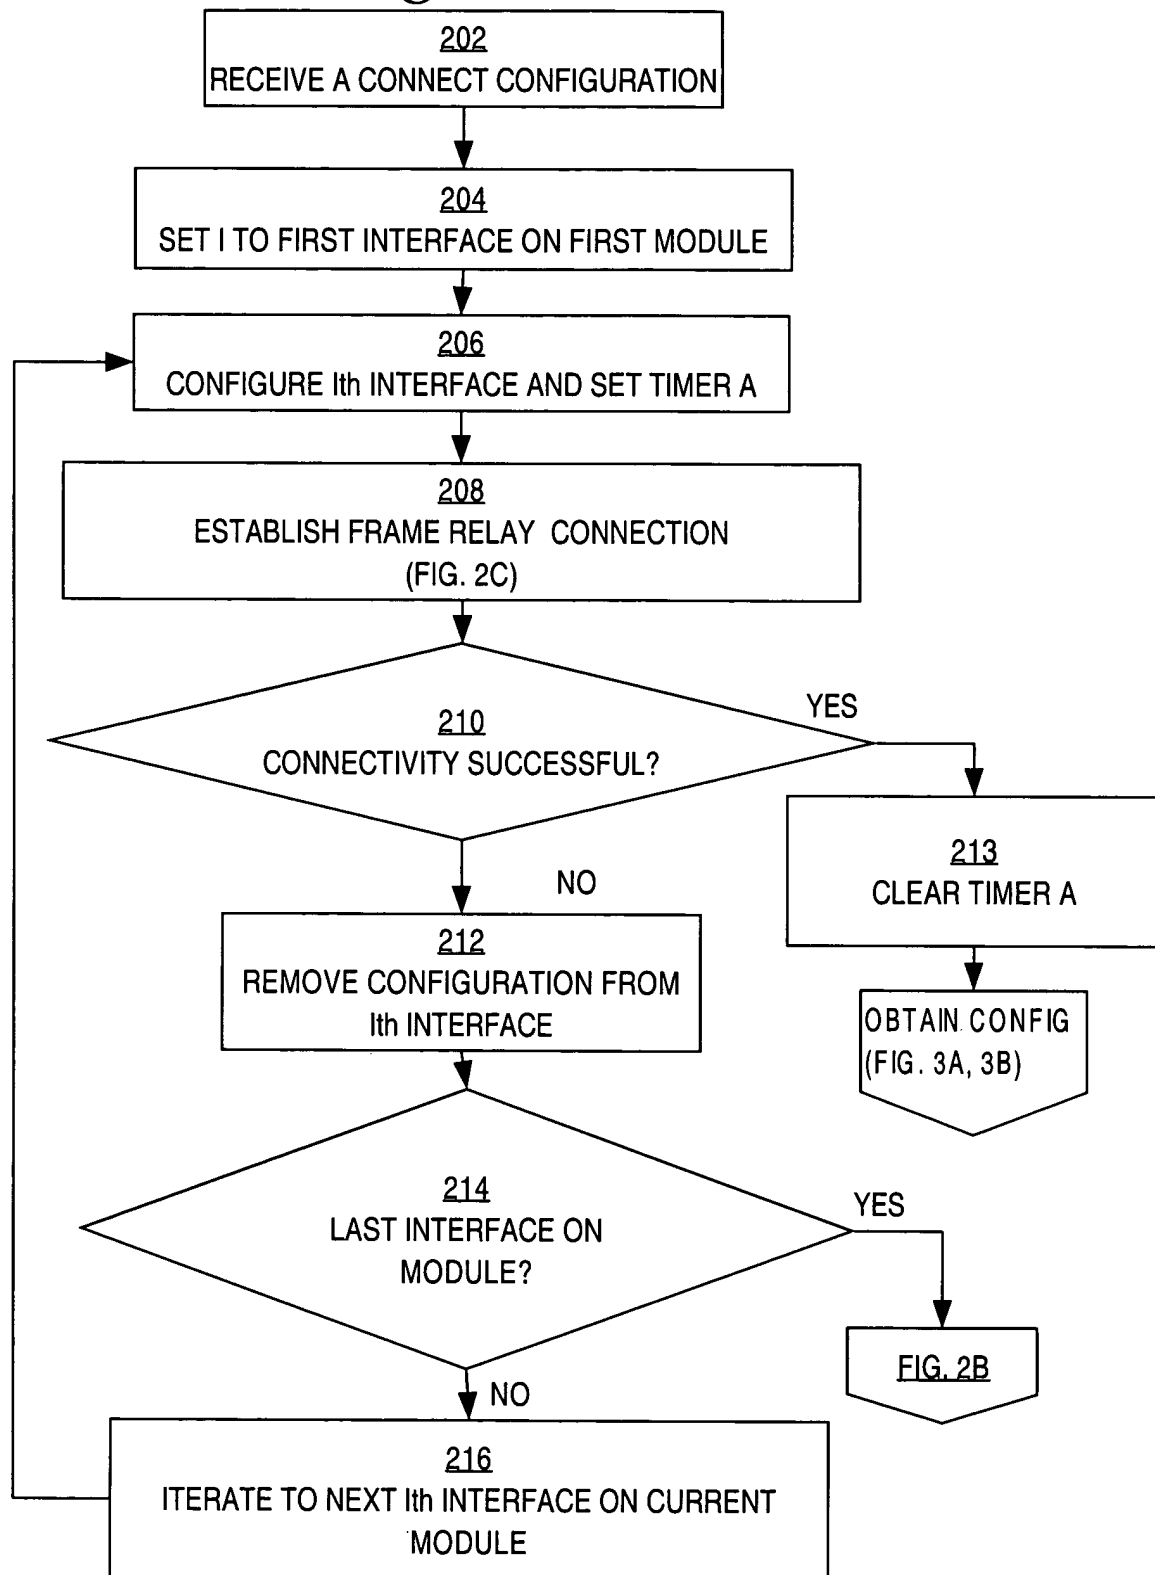 202
RECEIVE A CONNECT CONFIGURATION
204
SET I TO FIRST INTERFACE ON FIRST MODULE
206
CONFIGURE Ith INTERFACE AND SET TIMER A
208
ESTABLISH FRAME RELAY CONNECTION
(FIG. 2C)
210
CONNECTIVITY SUCCESSFUL?
YES
213
CLEAR TIMER A
OBTAIN CONFIG
(FIG. 3A, 3B)
NO
212
REMOVE CONFIGURATION FROM
Ith INTERFACE
214
LAST INTERFACE ON
MODULE?
YES
FIG. 2B
NO
216
ITERATE TO NEXT Ith INTERFACE ON CURRENT
MODULE